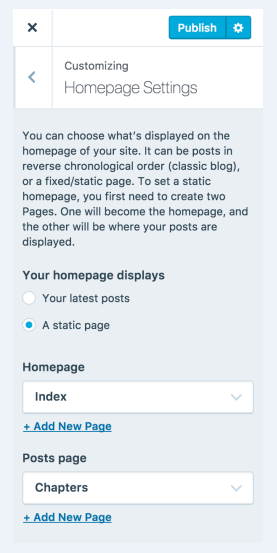 Publish
Customizing
Homepage Settings
You can choose what's displayed on the
homepage of your site. It can be posts in
reverse chronological order (classic blog),
or a fixed/static page. To set a static
homepage, you first need to create two
Pages. One will become the homepage, and
the other will be where your posts are
displayed.
Your homepage displays
Your latest posts
A static page
Homepage
Index
+ Add New Page
Posts page
Chapters
+ Add New Page